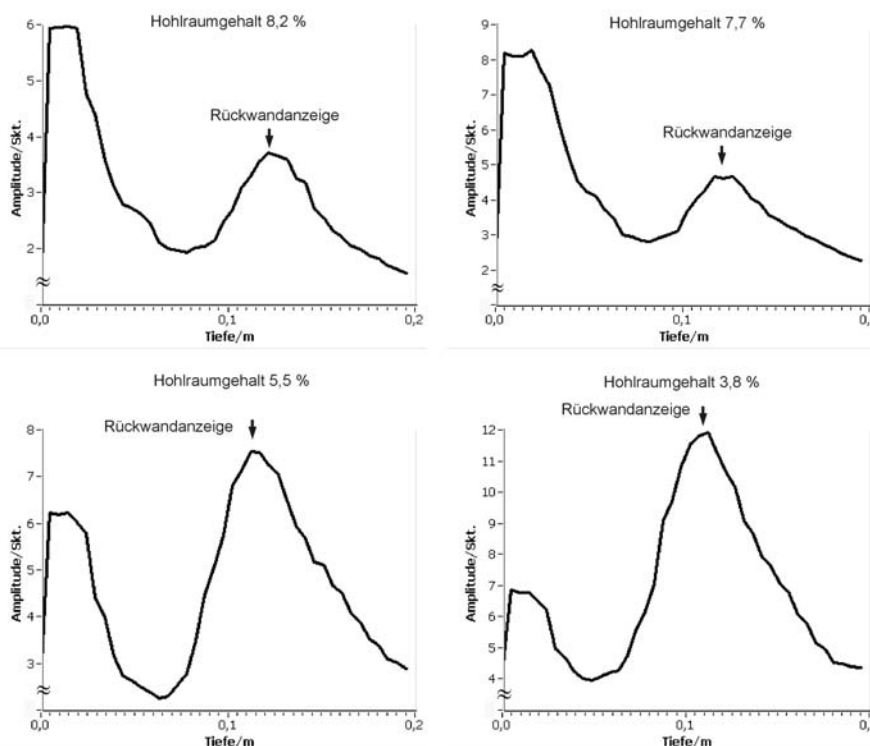 Hohlraumgehalt 8,2 %
Rückwandanzeige
Amplitude/Skt.
6
5
4
3
2
0,0
0,1
0,2
Tiefe/m
Hohlraumgehalt 7,7 %
Rückwandanzeige
Amplitude/Skt.
9
8
7
6
5
4
3
2
0,0
0,1
Tiefe/m
Hohlraumgehalt 5,5 %
Rückwandanzeige
Amplitude/Skt.
8
7
6
5
4
3
0,0
0,1
0,2
Tiefe/m
Hohlraumgehalt 3,8 %
Rückwandanzeige
Amplitude/Skt.
12
11
10
9
8
7
6
5
4
0,0
0,1
Tiefe/m